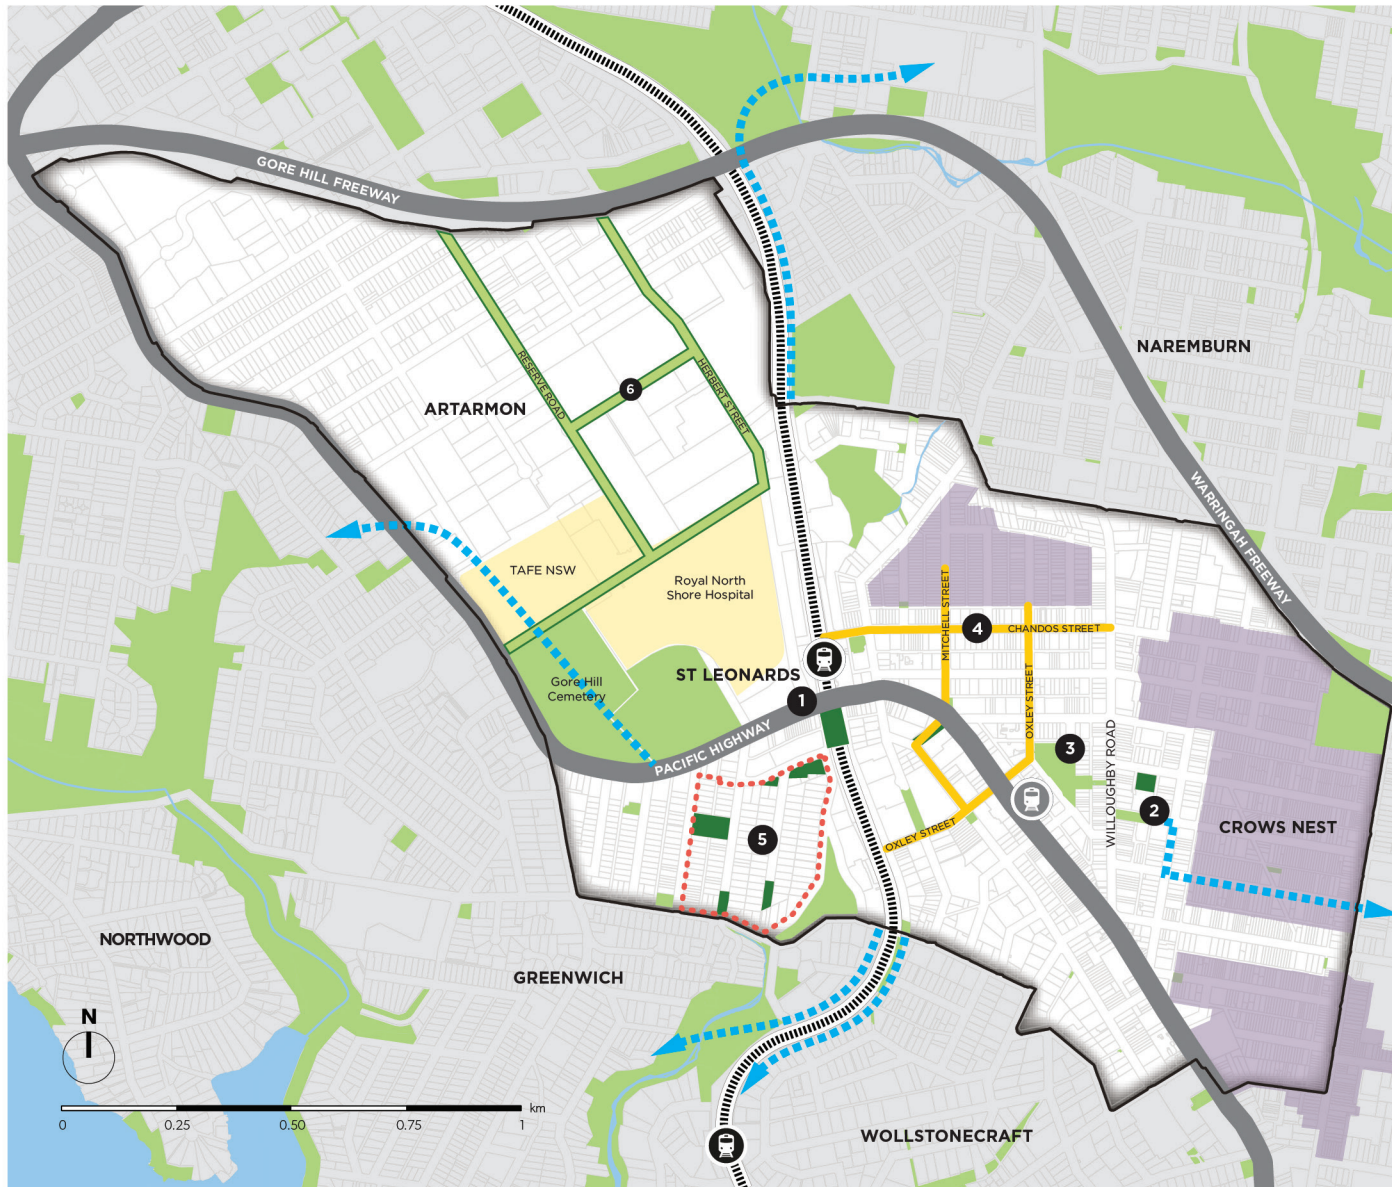 GORE HILL FREEWAY
NAREMBURN
RESERVE ROAD
6
HERBERT STREET
ARTARMON
WARRINGAH FREEWAY
TAFE NSW
Royal North
Shore Hospital
MITCHELL STREET
4
CHANDOS STREET
ST LEONARDS
Gore Hill
Cemetery
1
OXLEY STREET
PACIFIC HIGHWAY
3
WILLOUGHBY ROAD
2
CROWS NEST
5
OXLEY STREET
NORTHWOOD
GREENWICH
N
km
0
0.25
0.50
0.75
1
WOLLSTONECRAFT